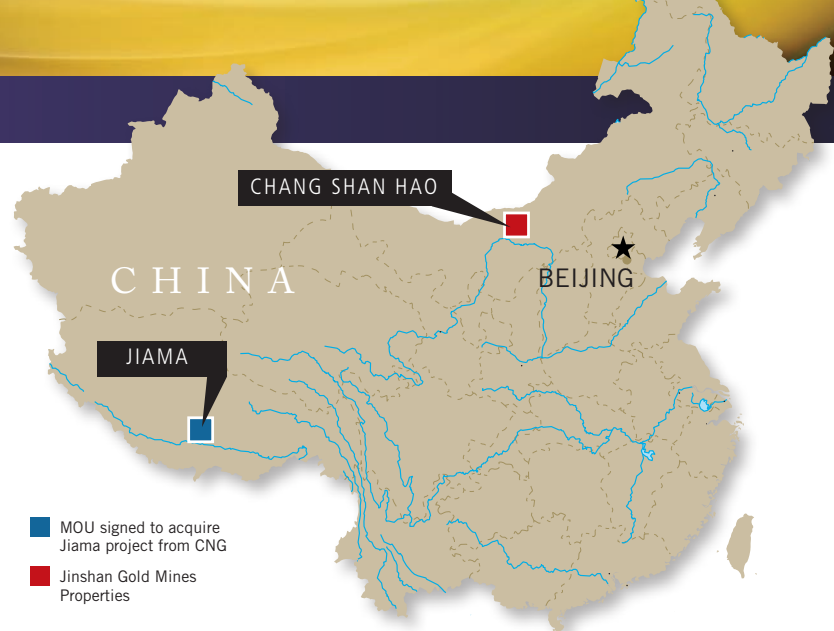 CHANG SHAN HAO
CHINA
BEIJING
JIAMA
MOU signed to acquire
Jiama project from CNG
Jinshan Gold Mines
Properties